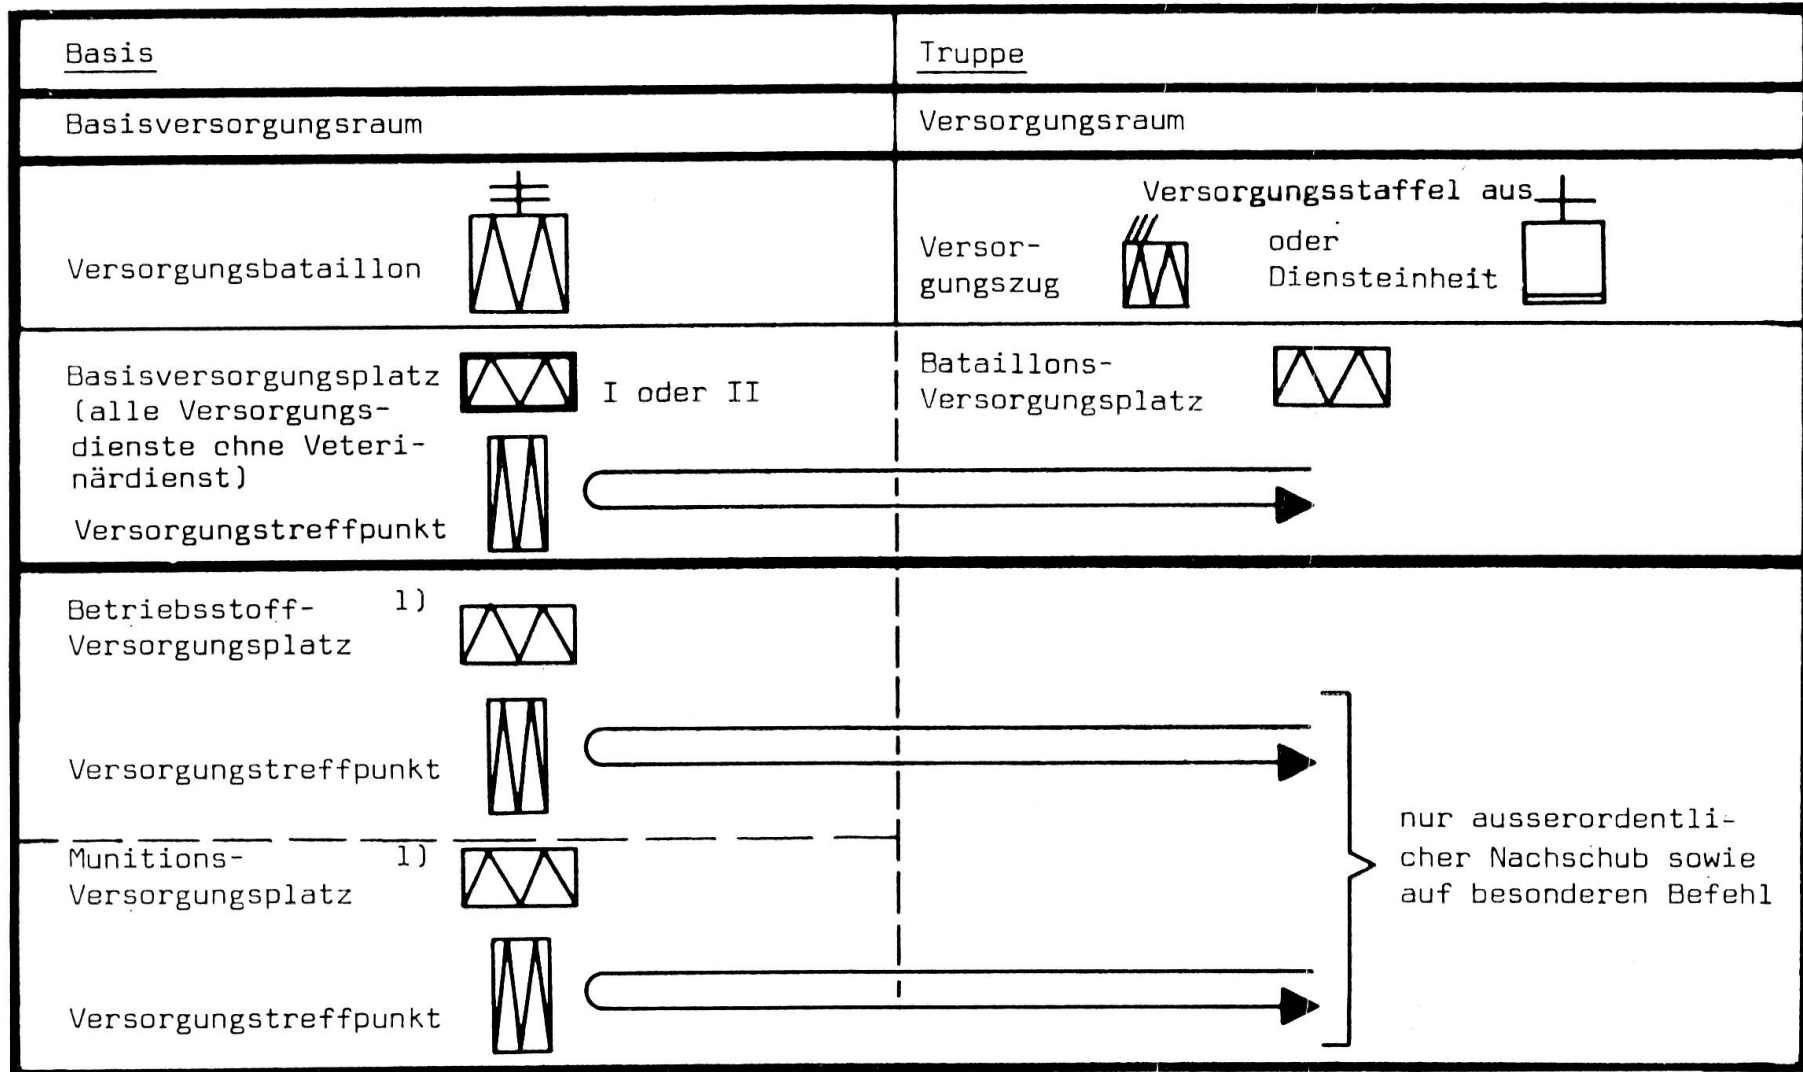 Basis
Truppe
Basisversorgungsraum
Versorgungsraum
Versorgungsbataillon
Versorgungsstaffel aus
Versor-
gungszug
oder
Diensteinheit
Basisversorgungsplatz
(alle Versorgungs-
dienste ohne Veteri-
närdienst)
I oder II
Versorgungstreffpunkt
Bataillons-
Versorgungsplatz
Betriebsstoff- 1)
Versorgungsplatz
Versorgungstreffpunkt
Munitions- 1)
Versorgungsplatz
Versorgungstreffpunkt
nur ausserordentli-
cher Nachschub sowie
auf besonderen Befehl